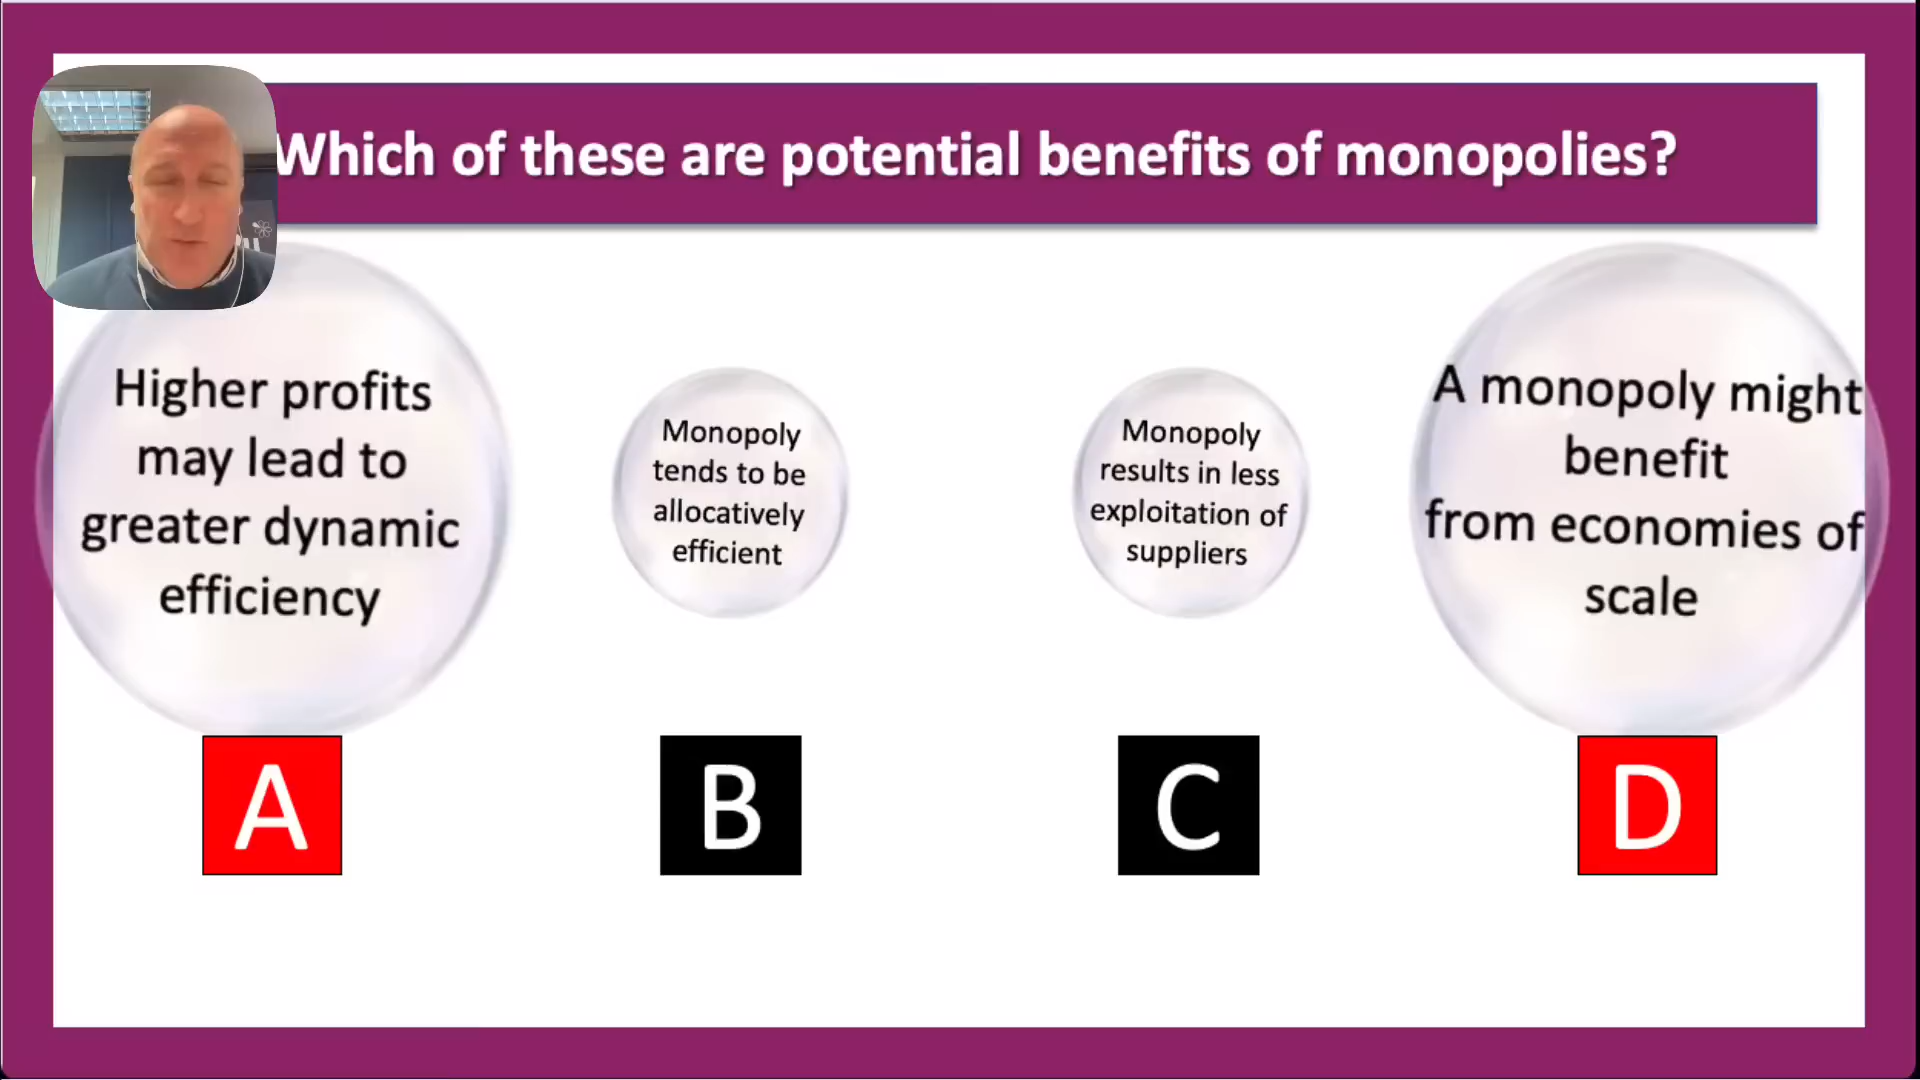 Which of these are potential benefits of monopolies?
Higher profits
may lead to
greater dynamic
efficiency
Monopoly
tends to be
allocatively
efficient
Monopoly
results in less
exploitation of
suppliers
A monopoly might
benefit
from economies of
scale
A
B
C
D